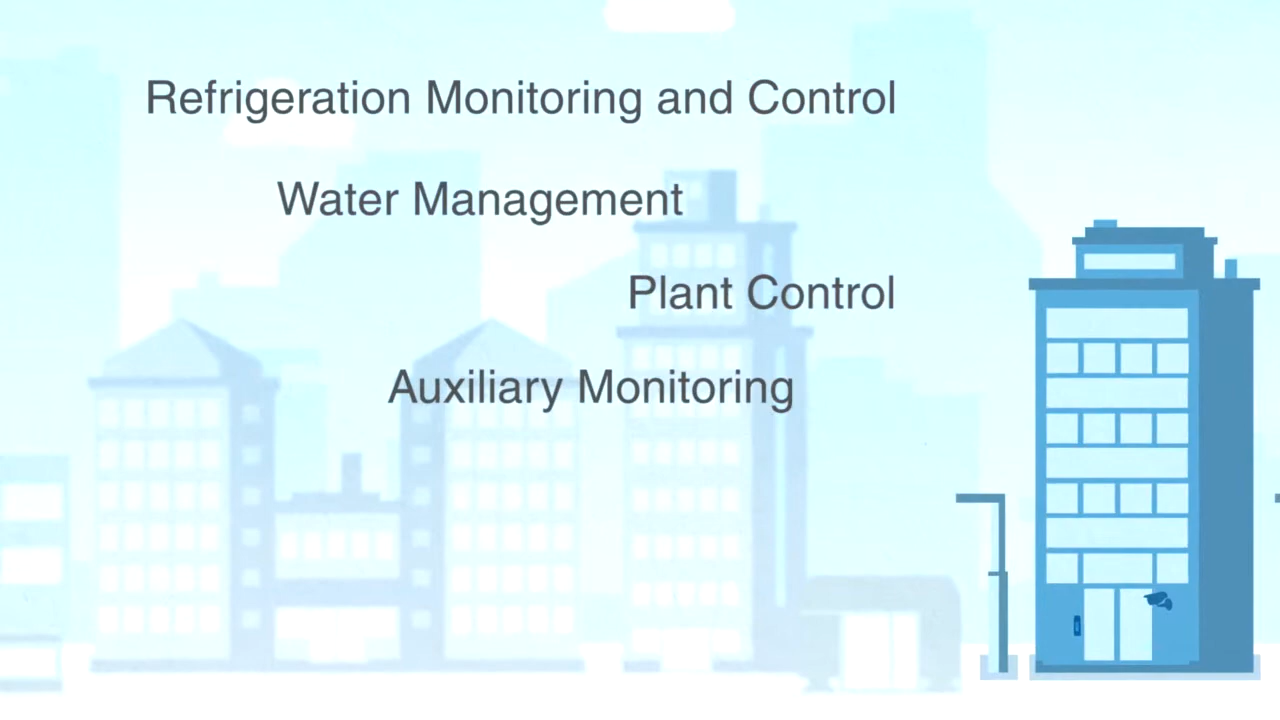 Refrigeration Monitoring and Control
Water Management
Plant Control
Auxiliary Monitoring